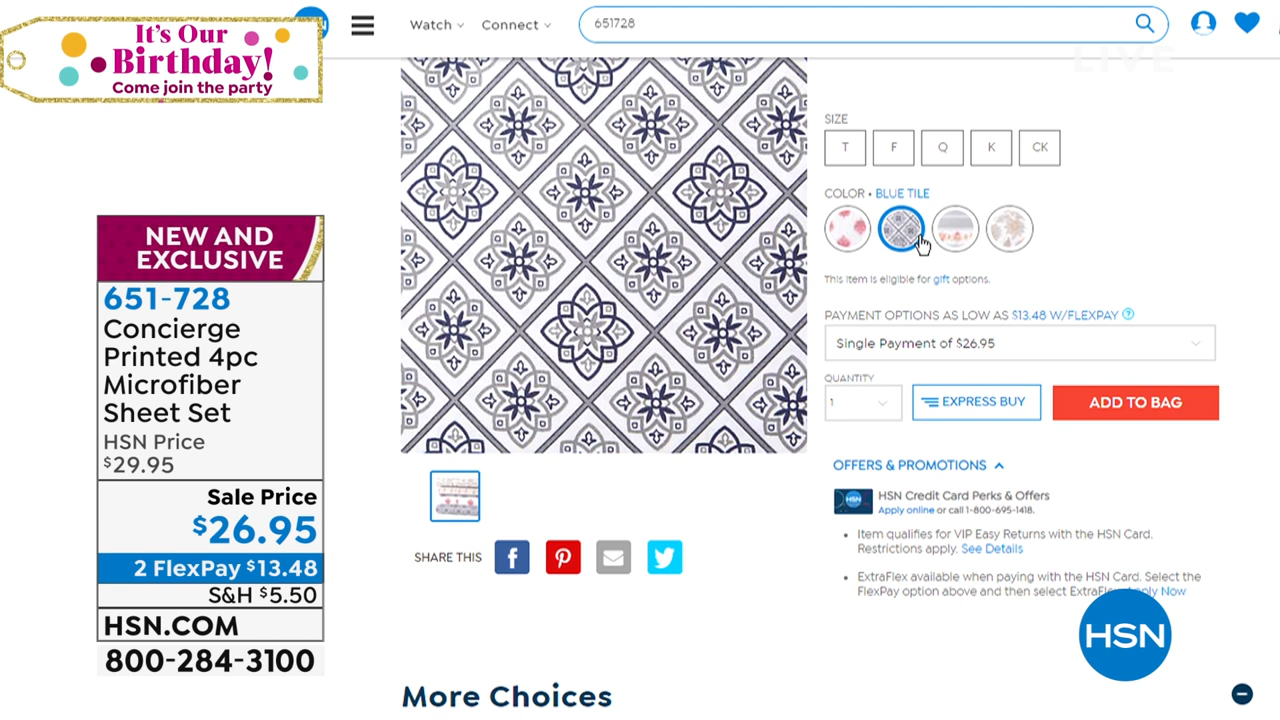 It's Our
Birthday!
Come join the party
Watch
Connect
651728
LIVE
NEW AND
EXCLUSIVE
651-728
Concierge
Printed 4pc
Microfiber
Sheet Set
HSN Price
$29.95
Sale Price
$26.95
2 FlexPay $13.48
S&H $5.50
HSN.COM
800-284-3100
SIZE
T F Q K CK
COLOR • BLUE TILE
This item is eligible for gift options.
PAYMENT OPTIONS AS LOW AS $13.48 W/FLEXPAY ?
Single Payment of $26.95
QUANTITY
1
EXPRESS BUY
ADD TO BAG
OFFERS & PROMOTIONS
HSN
HSN Credit Card Perks & Offers
Apply online or call 1-800-695-1418.
• Item qualifies for VIP Easy Returns with the HSN Card.
Restrictions apply. See Details
• ExtraFlex available when paying with the HSN Card. Select the
FlexPay option above and then select Now
SHARE THIS
HSN
More Choices